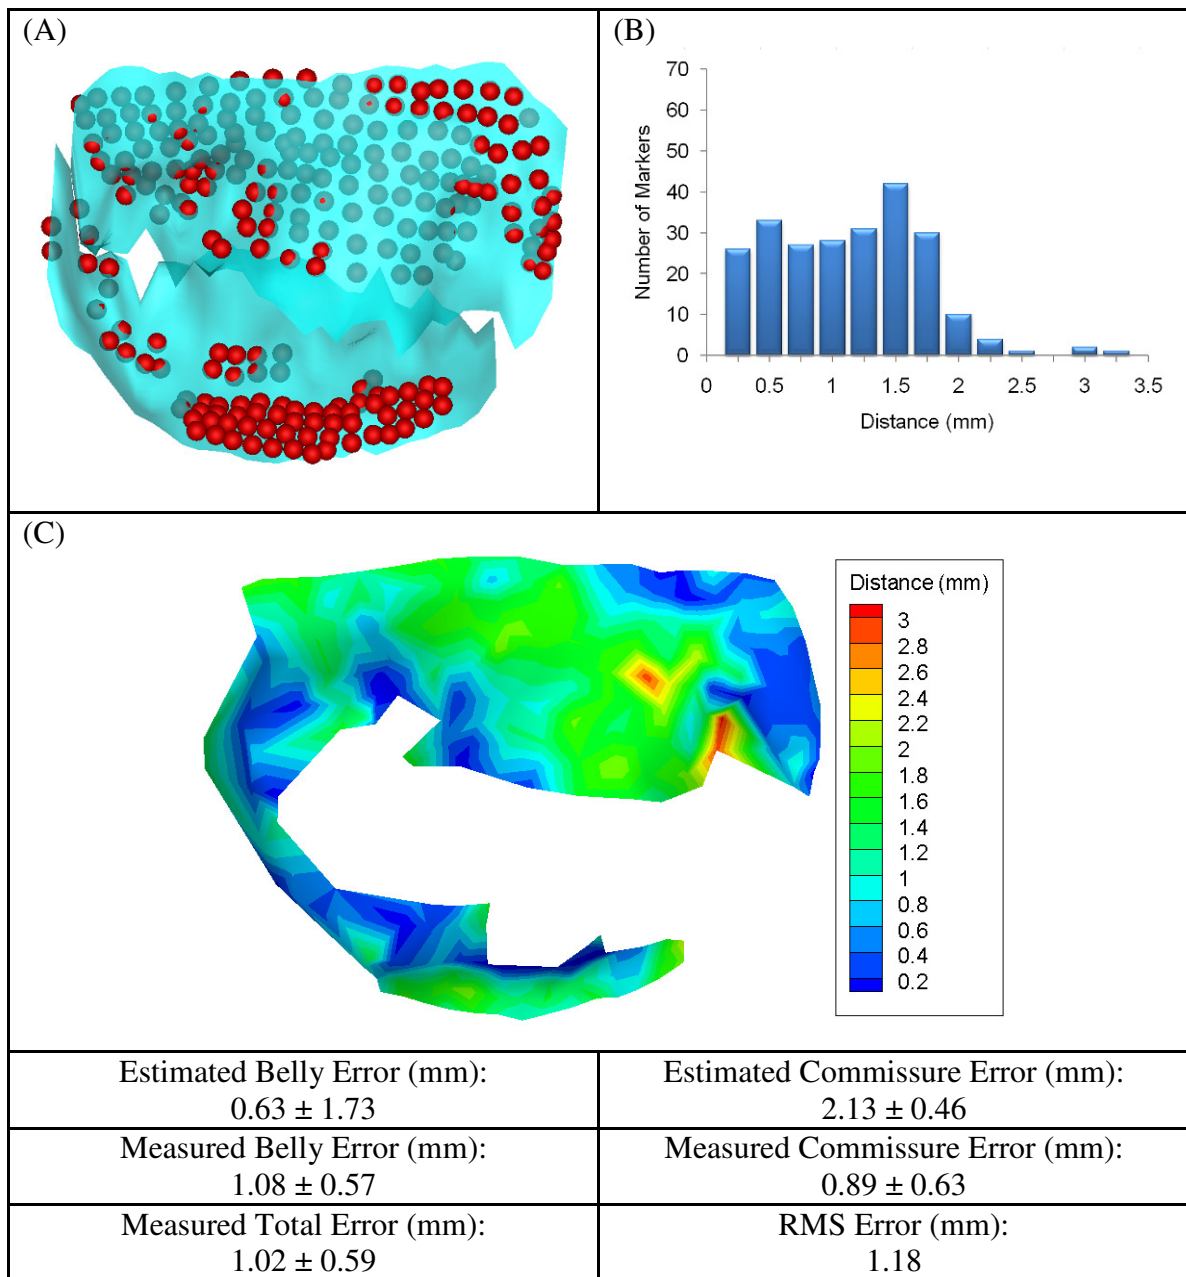 (A)
(B)
70
60
50
40
30
20
10
0
Number of Markers
0 0.5 1 1.5 2 2.5 3 3.5
Distance (mm)
(C)
Distance (mm)
3
2.8
2.6
2.4
2.2
2
1.8
1.6
1.4
1.2
1
0.8
0.6
0.4
0.2
Estimated Belly Error (mm):
0.63 ± 1.73
Estimated Commissure Error (mm):
2.13 ± 0.46
Measured Belly Error (mm):
1.08 ± 0.57
Measured Commissure Error (mm):
0.89 ± 0.63
Measured Total Error (mm):
1.02 ± 0.59
RMS Error (mm):
1.18